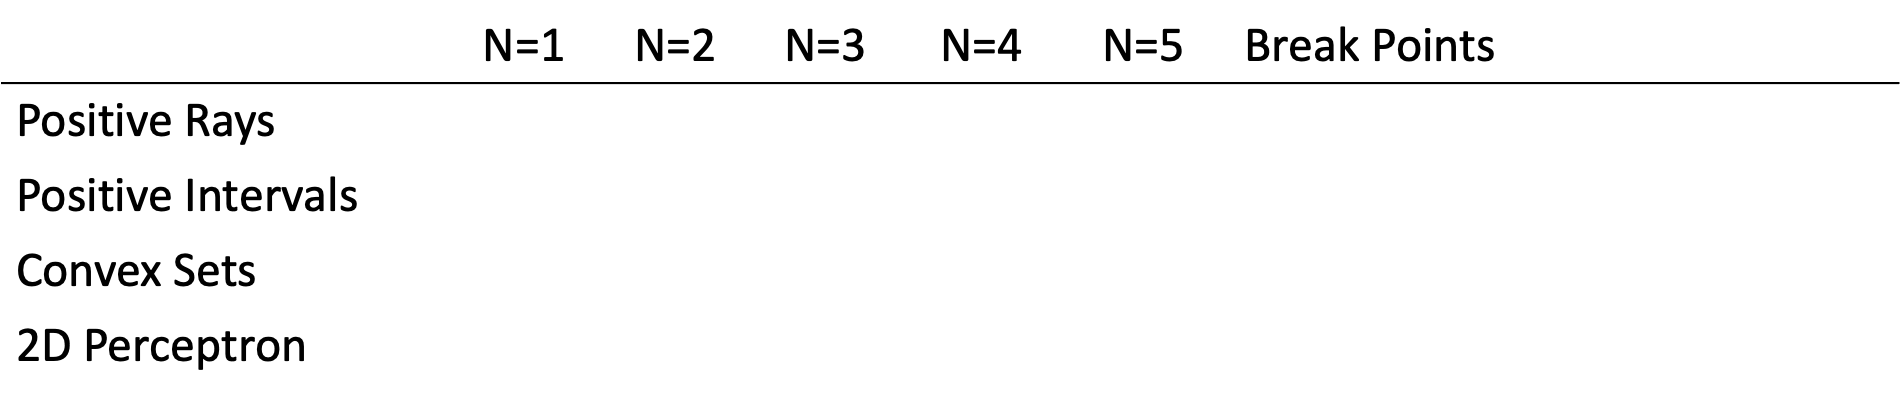 N=1 N=2 N=3 N=4 N=5 Break Points
Positive Rays
Positive Intervals
Convex Sets
2D Perceptron